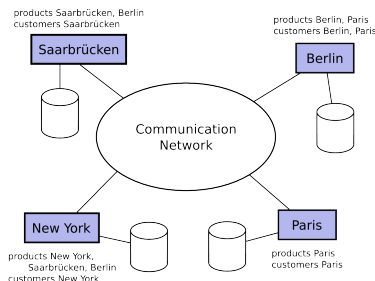 products Saarbrücken, Berlin
customers Saarbrücken
Saarbrücken
products Berlin, Paris
customers Berlin, Paris
Berlin
Communication
Network
New York
products New York,
Saarbrücken, Berlin
customers New York
Paris
products Paris
customers Paris